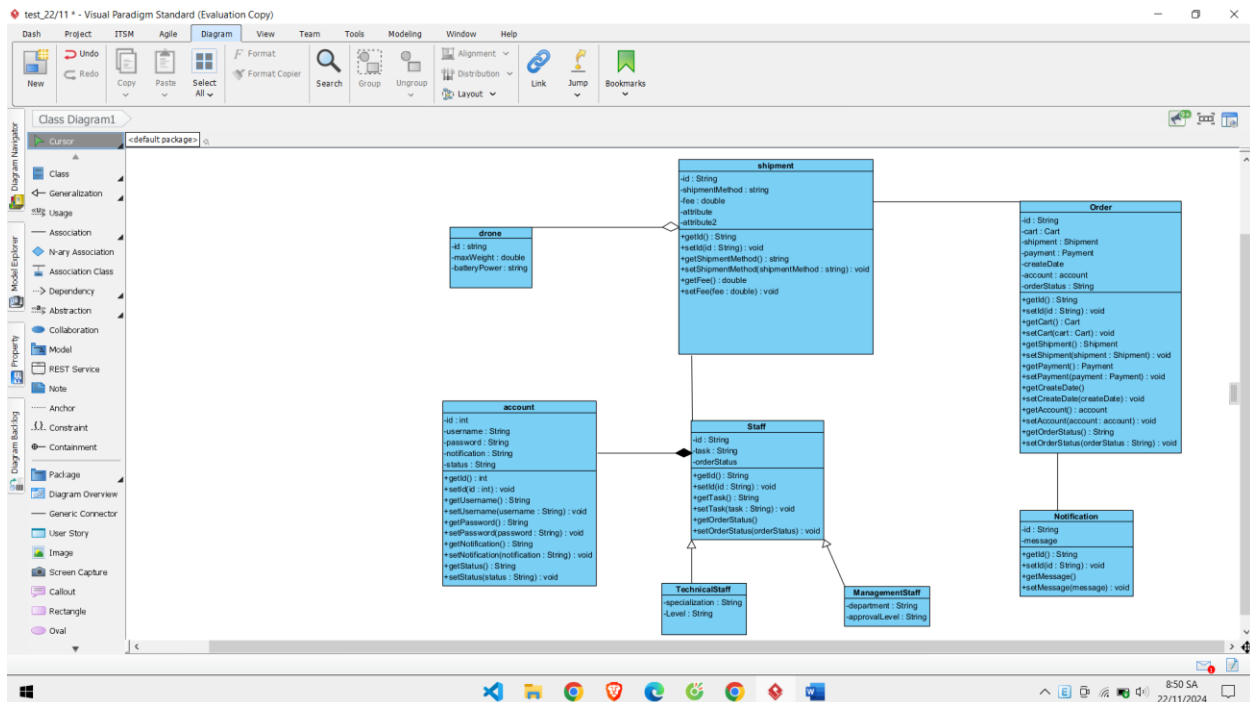 test_22/11 * - Visual Paradigm Standard (Evaluation Copy)
Dash Project ITSM Agile Diagram View Team Tools Modeling Window Help
New
Undo
Redo
Copy
Paste
Select
All
Format
Format Copier
Search
Group
Ungroup
Alignment
Distribution
Layout
Link
Jump
Bookmarks
Class Diagram1
Diagram Navigator
Model Explorer
Property
Diagram Backlog
Cursor
Class
Generalization
Usage
Association
N-ary Association
Association Class
Dependency
Abstraction
Collaboration
Model
REST Service
Note
Anchor
Constraint
Containment
Package
Diagram Overview
Generic Connector
User Story
Image
Screen Capture
Callout
Rectangle
Oval
<default package>
shipment
-id : String
-shipmentMethod : string
-fee : double
-attribute
-attribute2
+getId() : String
+setId(id : String) : void
+getShipmentMethod() : string
+setShipmentMethod(shipmentMethod : string) : void
+getFee() : double
+setFee(fee : double) : void
drone
-id : string
-maxWeight : double
-batteryPower : string
Order
-id : String
-cart : Cart
-shipment : Shipment
-payment : Payment
-createDate
-account : account
-orderStatus : String
+getId() : String
+setId(id : String) : void
+getCart() : Cart
+setCart(cart : Cart) : void
+getShipment() : Shipment
+setShipment(shipment : Shipment) : void
+getPayment() : Payment
+setPayment(payment : Payment) : void
+getCreateDate()
+setCreateDate(createDate) : void
+getAccount() : account
+setAccount(account : account) : void
+getOrderStatus() : String
+setOrderStatus(orderStatus : String) : void
account
-id : int
-username : String
-password : String
-notification : String
-status : String
+getId() : int
+setId(id : int) : void
+getUsername() : String
+setUsername(username : String) : void
+getPassword() : String
+setPassword(password : String) : void
+getNotification() : String
+setNotification(notification : String) : void
+getStatus() : String
+setStatus(status : String) : void
Staff
-id : String
-task : String
-orderStatus
+getId() : String
+setId(id : String) : void
+getTask() : String
+setTask(task : String) : void
+getOrderStatus()
+setOrderStatus(orderStatus) : void
Notification
-id : String
-message
+getId() : String
+setId(id : String) : void
+getMessage()
+setMessage(message) : void
TechnicalStaff
-specialization : String
-Level : String
ManagementStaff
-department : String
-approvalLevel : String
8:50 SA
22/11/2024